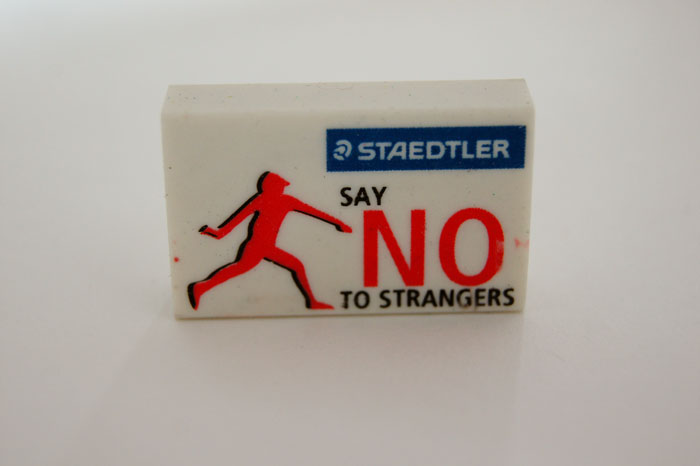 STAEDTLER
SAY
NO
TO STRANGERS